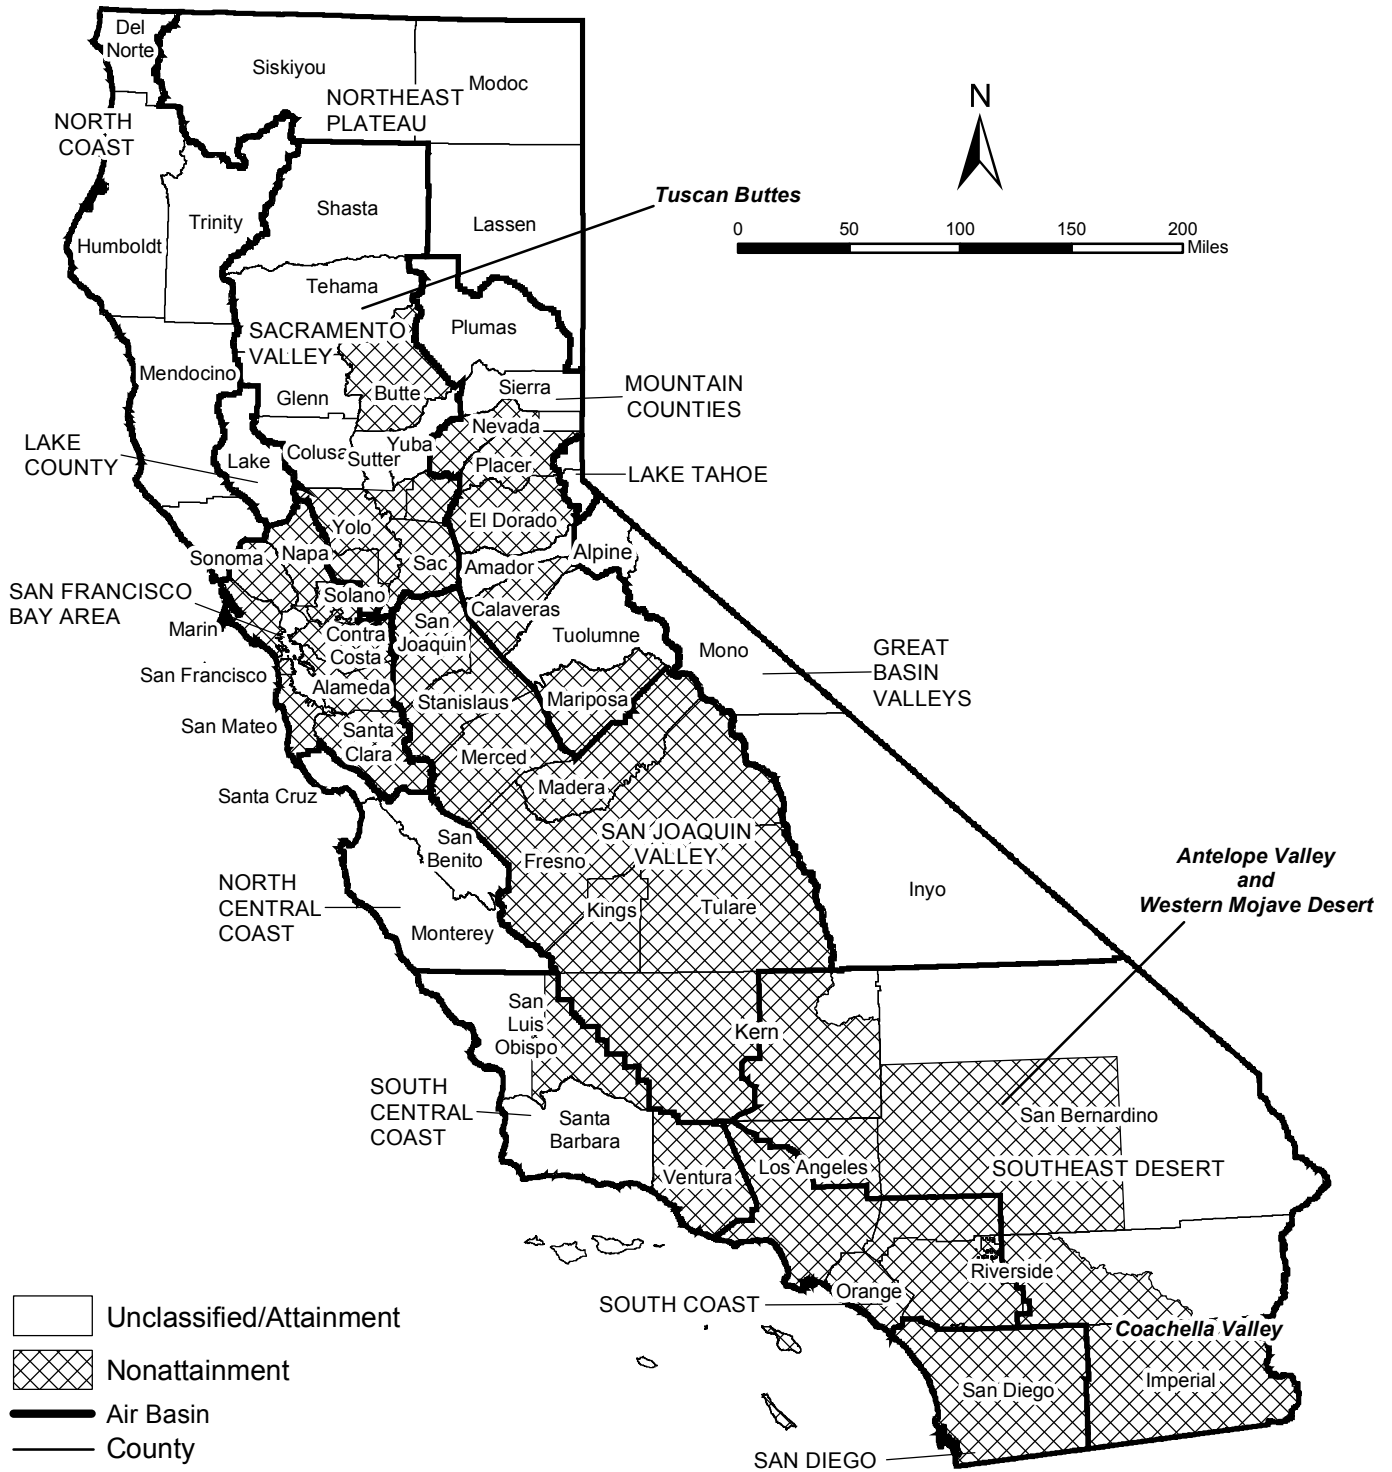 Del
Norte
Siskiyou
Modoc
NORTHEAST
PLATEAU
N
NORTH
COAST
Tuscan Buttes
Shasta
Trinity
Lassen
Humboldt
0 50 100 150 200
Miles
Tehama
Plumas
SACRAMENTO
VALLEY
Mendocino
Glenn
Butte
Sierra
MOUNTAIN
COUNTIES
Nevada
LAKE
COUNTY
Lake
Colusa
Sutter
Yuba
Placer
LAKE TAHOE
Yolo
El Dorado
Sonoma
Napa
Sac
Amador
Alpine
SAN FRANCISCO
BAY AREA
Solano
Calaveras
Marin
Contra
Costa
San
Joaquin
Tuolumne
Mono
GREAT
BASIN
VALLEYS
San Francisco
Alameda
Stanislaus
Mariposa
San Mateo
Santa
Clara
Merced
Madera
Santa Cruz
San
Benito
Fresno
SAN JOAQUIN
VALLEY
Antelope Valley
and
Western Mojave Desert
NORTH
CENTRAL
COAST
Monterey
Kings
Tulare
Inyo
San
Luis
Obispo
Kern
SOUTH
CENTRAL
COAST
Santa
Barbara
San Bernardino
Ventura
Los Angeles
SOUTHEAST DESERT
Riverside
Orange
SOUTH COAST
Coachella Valley
San Diego
Imperial
SAN DIEGO
Unclassified/Attainment
Nonattainment
Air Basin
County